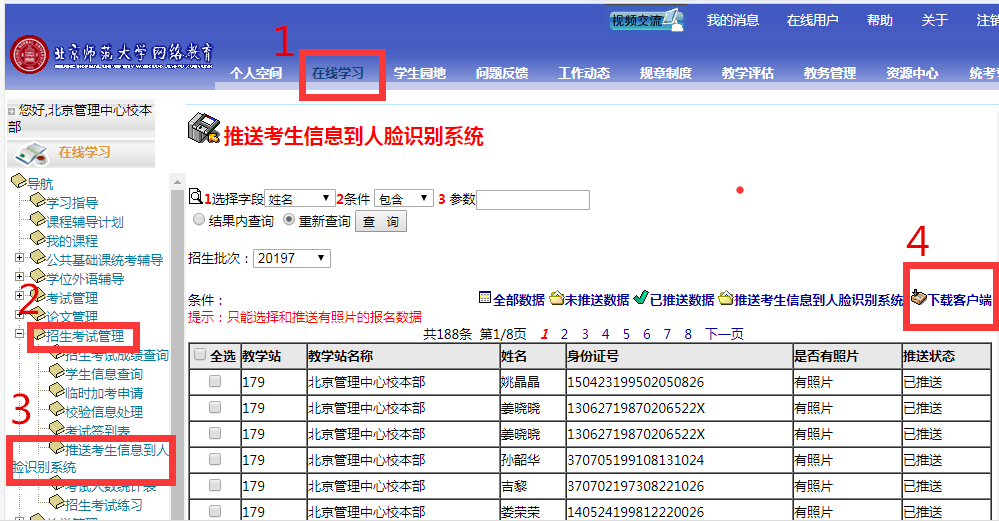 视频交流 我的消息 在线用户 帮助 关于 注销
1
北京师范大学网络教育
个人空间 在线学习 学生园地 问题反馈 工作动态 规章制度 教学评估 教务管理 资源中心 统考
您好,北京管理中心校本
部
在线学习
导航
学习指导
课程辅导计划
我的课程
公共基础课统考辅导
学位外语辅导
考试管理
2
论文管理
招生考试管理
招生考试成绩查询
学生信息查询
临时加考申请
校验信息处理
3
考试签到表
推送考生信息到人
脸识别系统
考试人数统计表
招生考试练习
推送考生信息到人脸识别系统
1选择字段 姓名 2条件 包含 3 参数
结果内查询 重新查询 查 询
招生批次： 20197
4
条件： 全部数据 未推送数据 已推送数据 推送考生信息到人脸识别系统 下载客户端
提示：只能选择和推送有照片的报名数据
共188条 第1/8页 1 2 3 4 5 6 7 8 下一页
全选 教学站 教学站名称 姓名 身份证号 是否有照片 推送状态
179 北京管理中心校本部 姚晶晶 150423199502050826 有照片 已推送
179 北京管理中心校本部 姜晓晓 13062719870206522X 有照片 已推送
179 北京管理中心校本部 姜晓晓 13062719870206522X 有照片 已推送
179 北京管理中心校本部 孙韶华 370705199108131024 有照片 已推送
179 北京管理中心校本部 吉黎 370702197308221026 有照片 已推送
179 北京管理中心校本部 娄荣荣 140524199812220026 有照片 已推送